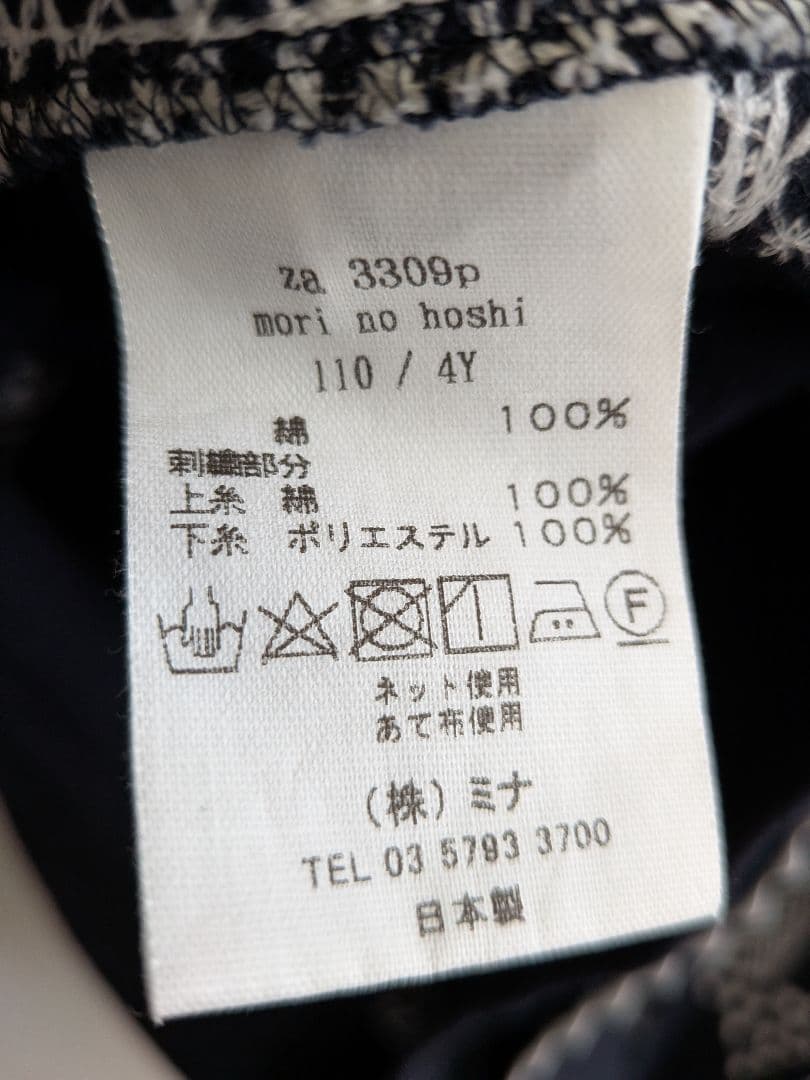 za 3309p
mori no hoshi
110 / 4Y
綿 100%
刺繍部分
上糸 綿 100%
下糸 ポリエステル 100%
F
ネット使用
あて布使用
(株)ミナ
TEL 03 5793 3700
日本製